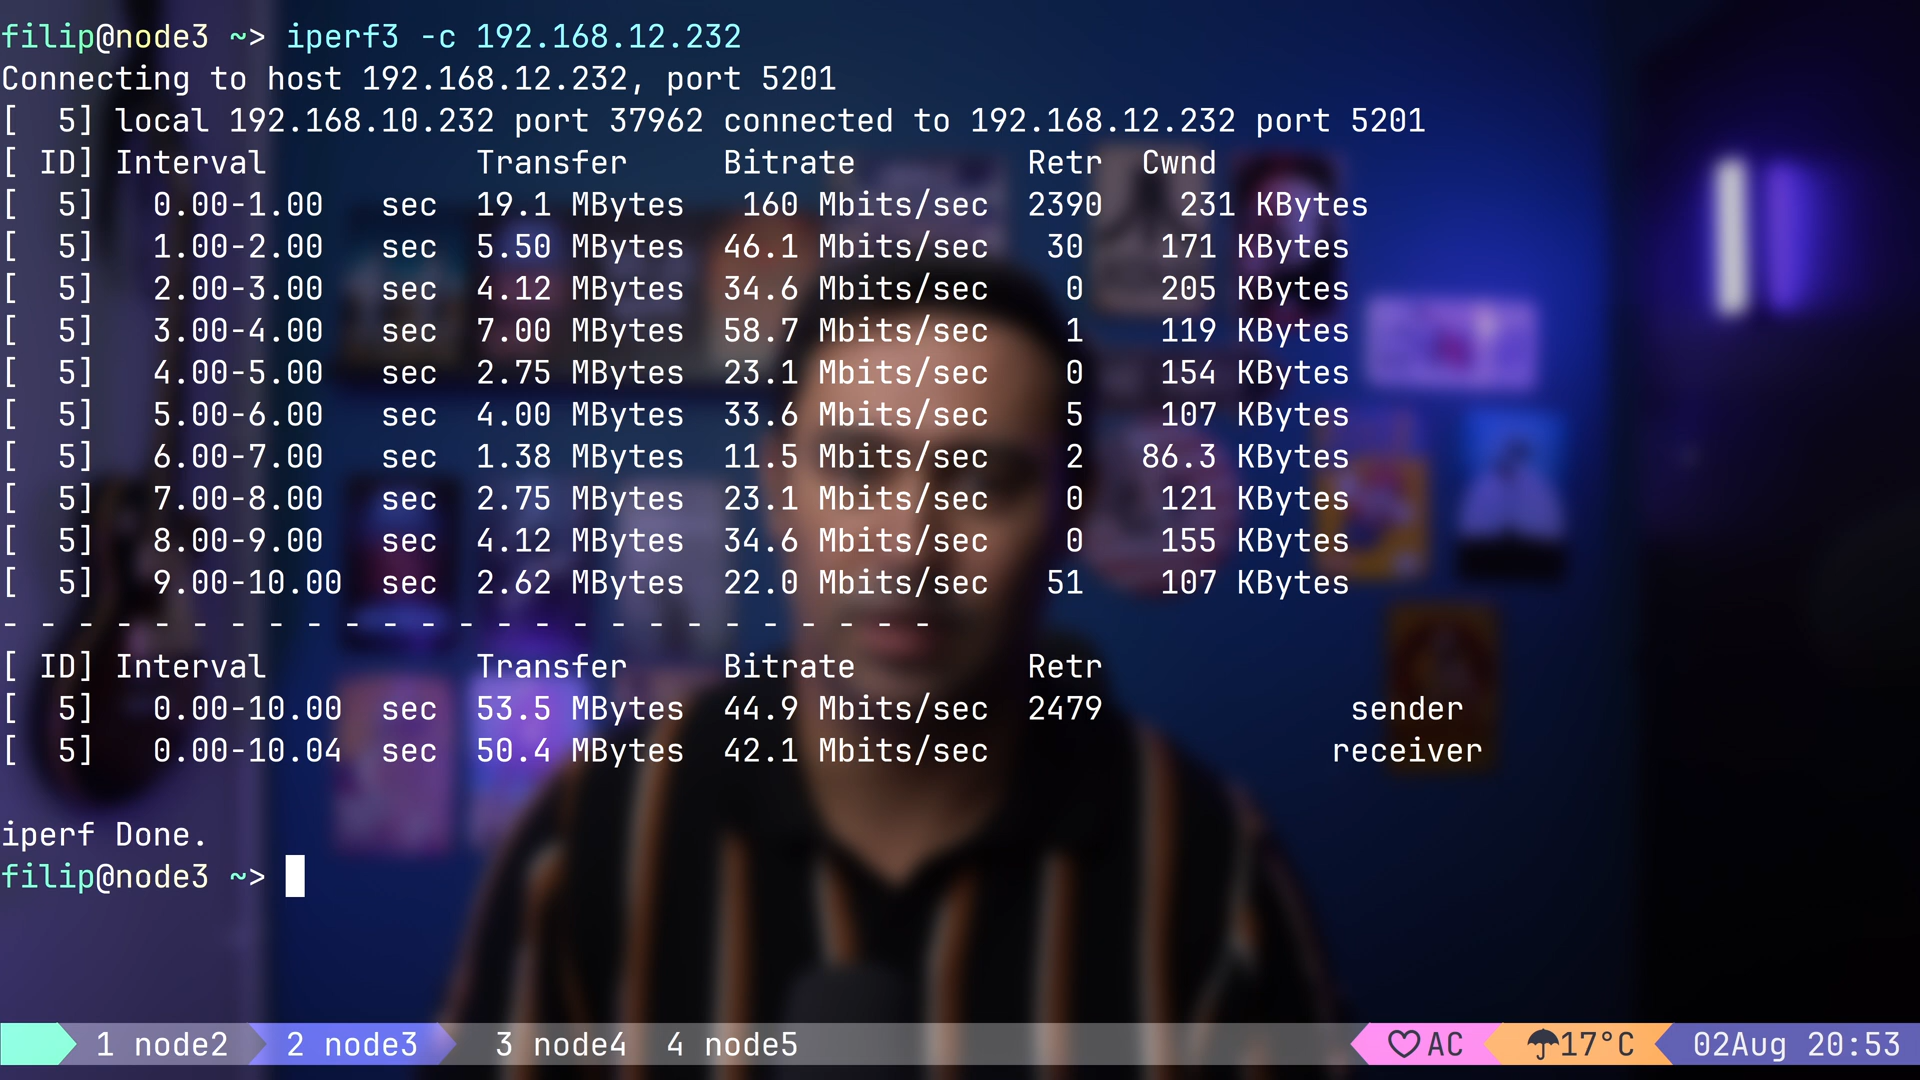 filip@node3 ~> iperf3 -c 192.168.12.232
Connecting to host 192.168.12.232, port 5201
[  5] local 192.168.10.232 port 37962 connected to 192.168.12.232 port 5201
[ ID] Interval           Transfer     Bitrate         Retr  Cwnd
[  5]   0.00-1.00   sec  19.1 MBytes   160 Mbits/sec  2390    231 KBytes
[  5]   1.00-2.00   sec  5.50 MBytes  46.1 Mbits/sec   30    171 KBytes
[  5]   2.00-3.00   sec  4.12 MBytes  34.6 Mbits/sec    0    205 KBytes
[  5]   3.00-4.00   sec  7.00 MBytes  58.7 Mbits/sec    1    119 KBytes
[  5]   4.00-5.00   sec  2.75 MBytes  23.1 Mbits/sec    0    154 KBytes
[  5]   5.00-6.00   sec  4.00 MBytes  33.6 Mbits/sec    5    107 KBytes
[  5]   6.00-7.00   sec  1.38 MBytes  11.5 Mbits/sec    2   86.3 KBytes
[  5]   7.00-8.00   sec  2.75 MBytes  23.1 Mbits/sec    0    121 KBytes
[  5]   8.00-9.00   sec  4.12 MBytes  34.6 Mbits/sec    0    155 KBytes
[  5]   9.00-10.00  sec  2.62 MBytes  22.0 Mbits/sec   51    107 KBytes
- - - - - - - - - - - - - - - - - - - - - - - - -
[ ID] Interval           Transfer     Bitrate         Retr
[  5]   0.00-10.00  sec  53.5 MBytes  44.9 Mbits/sec  2479             sender
[  5]   0.00-10.04  sec  50.4 MBytes  42.1 Mbits/sec                  receiver
iperf Done.
filip@node3 ~>
1 node2 2 node3 3 node4 4 node5 ♡AC ☂17°C 02Aug 20:53